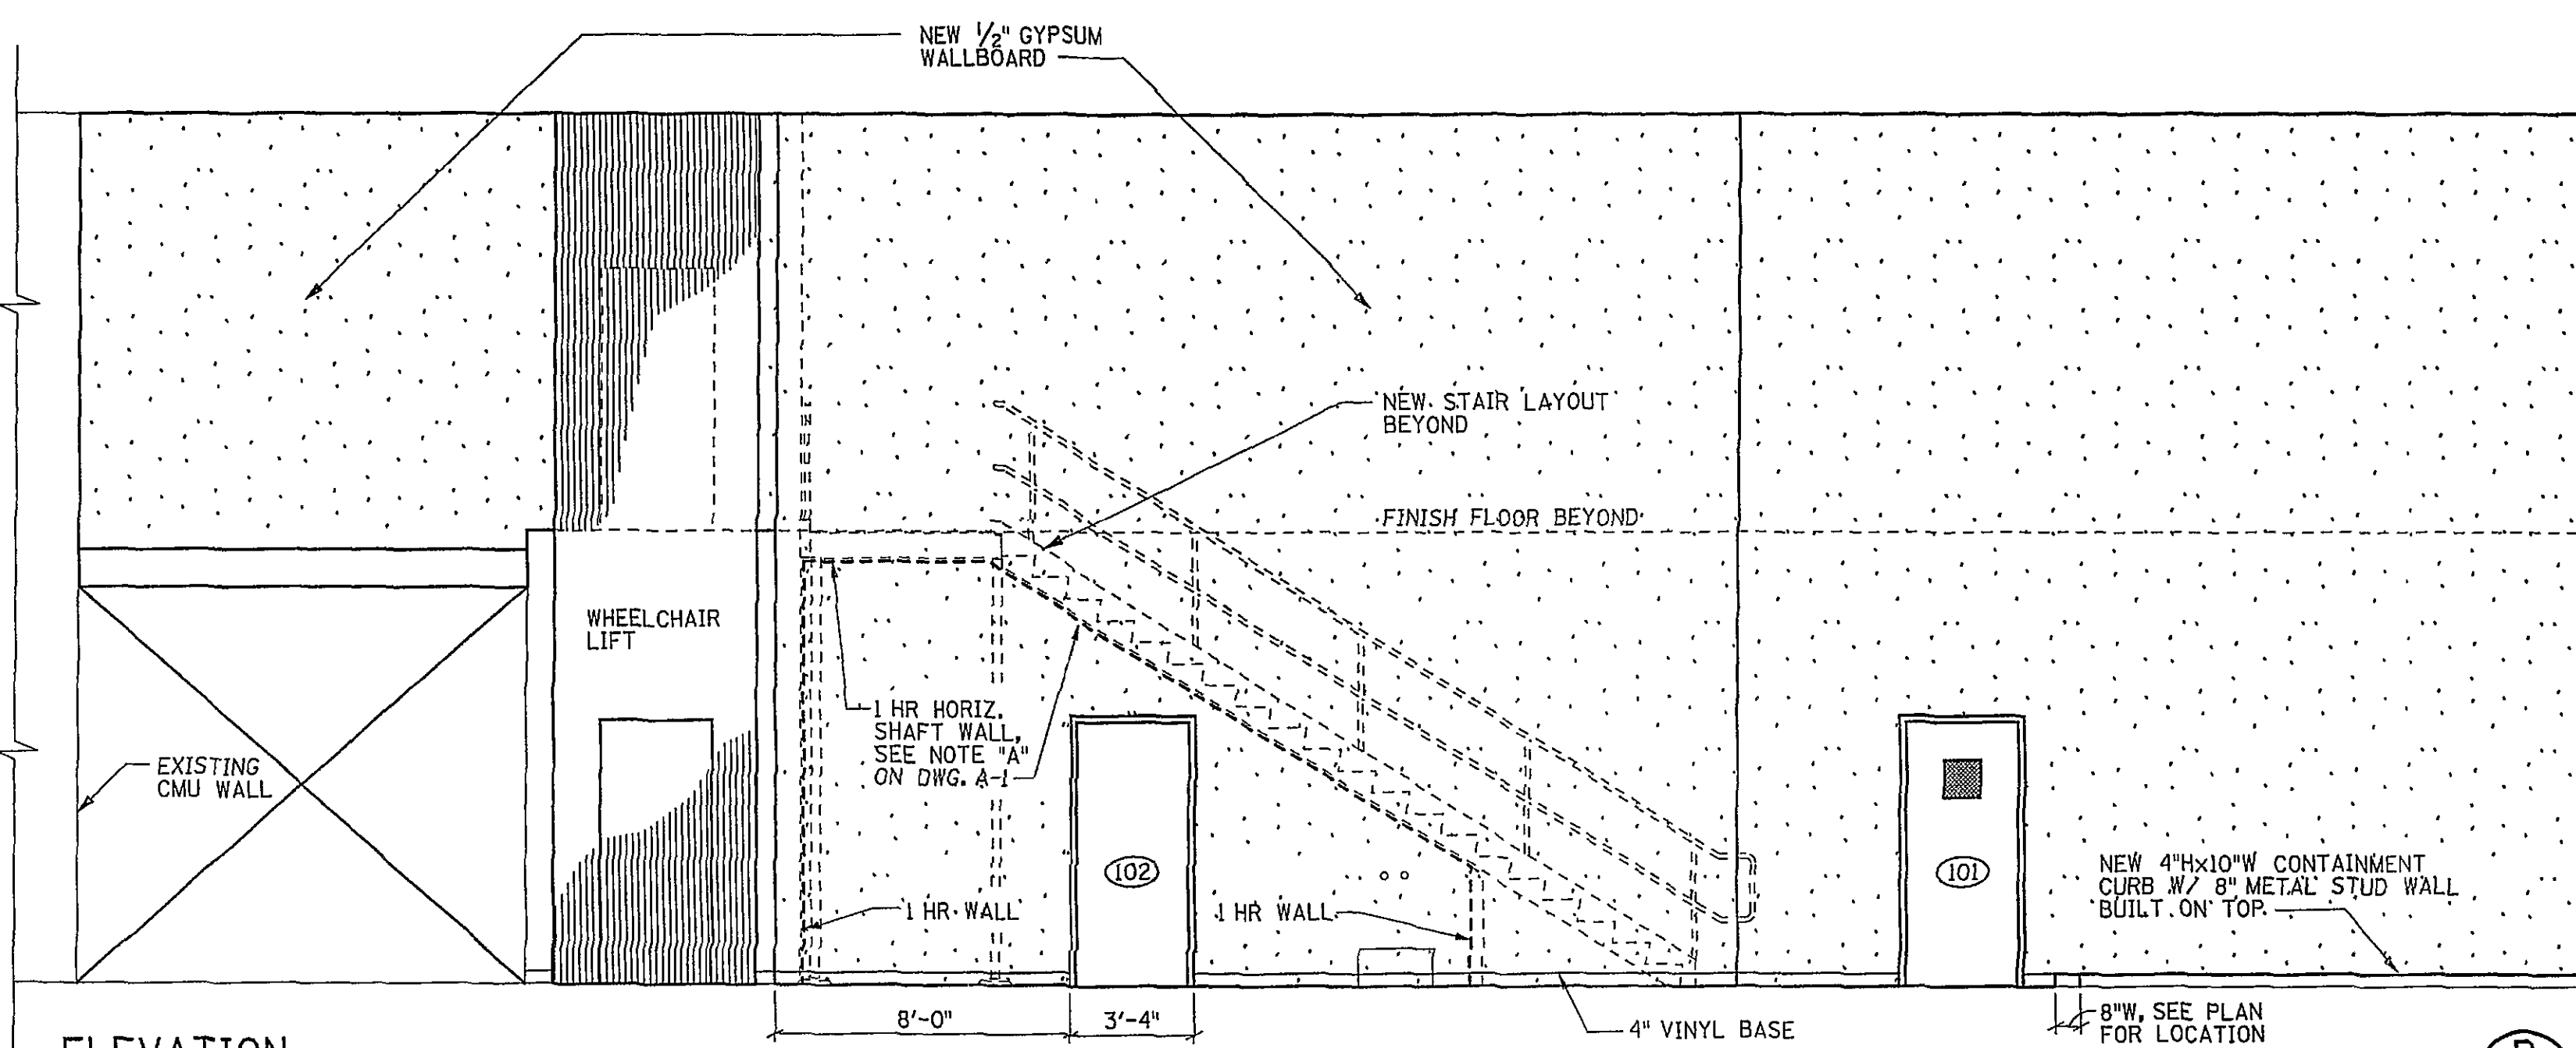 NEW 1/2" GYPSUM
WALLBOARD
NEW STAIR LAYOUT
BEYOND
FINISH FLOOR BEYOND
WHEELCHAIR
LIFT
1 HR HORIZ.
SHAFT WALL,
SEE NOTE "A"
ON DWG. A-1
EXISTING
CMU WALL
102
101
NEW 4"Hx10"W CONTAINMENT
CURB W/ 8" METAL STUD WALL
BUILT ON TOP.
1 HR WALL
1 HR WALL
8'-0"
3'-4"
4" VINYL BASE
8"W, SEE PLAN
FOR LOCATION
ELEVATION